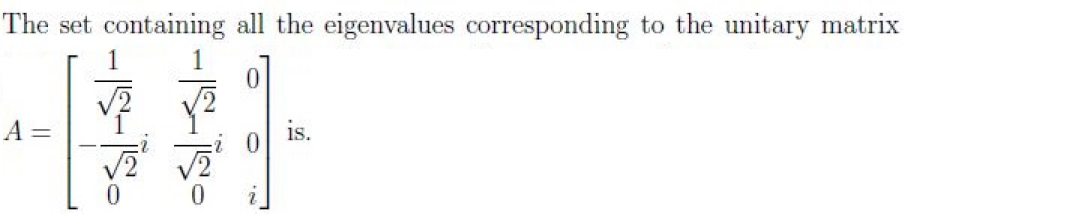 The set containing all the eigenvalues corresponding to the unitary matrix
A = [ 1/√2 1/√2 0
-1/√2 i 1/√2 i 0
0 0 i ] is.